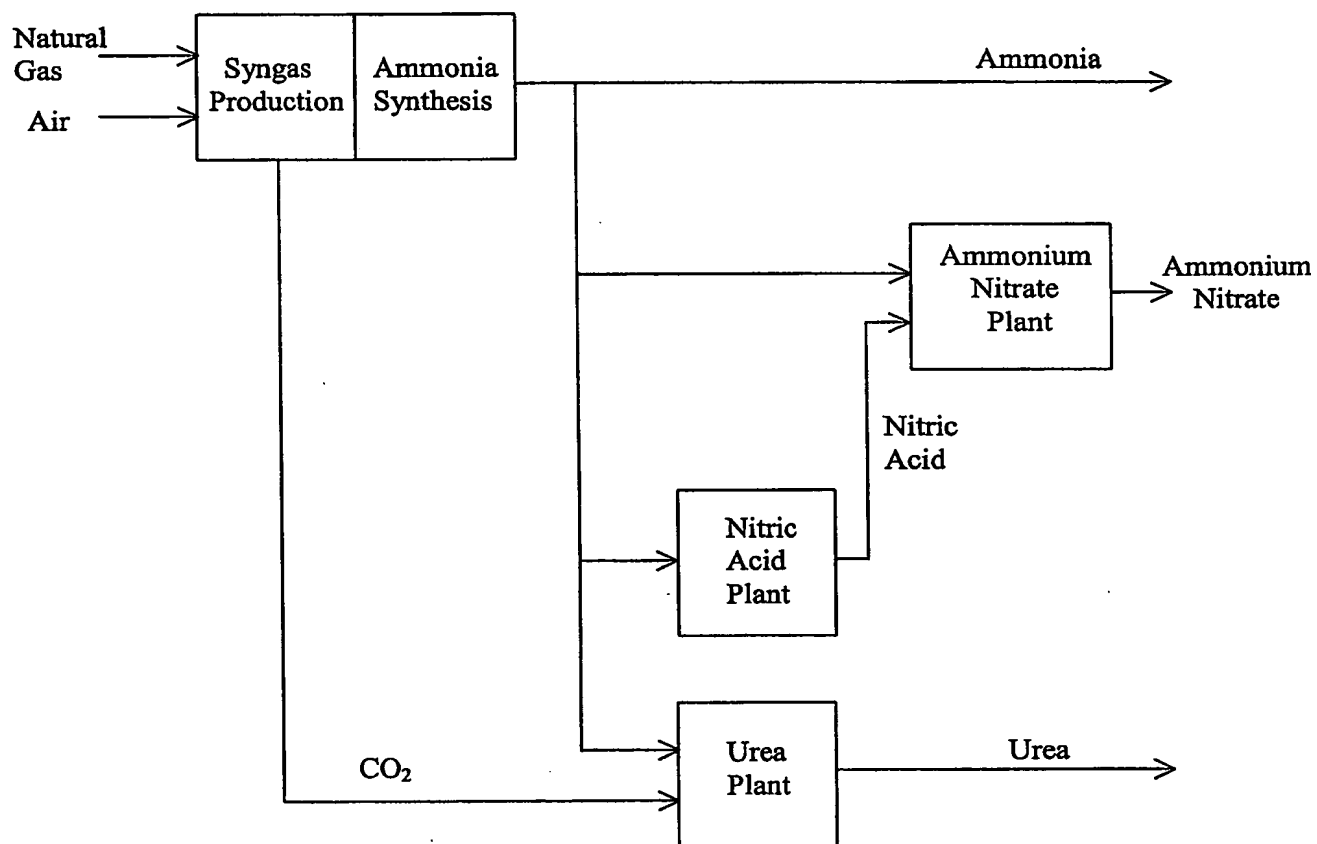 Natural
Gas
Air
Syngas
Production
Ammonia
Synthesis
Ammonia
Ammonium
Nitrate
Plant
Ammonium
Nitrate
Nitric
Acid
Nitric
Acid
Plant
CO₂
Urea
Plant
Urea